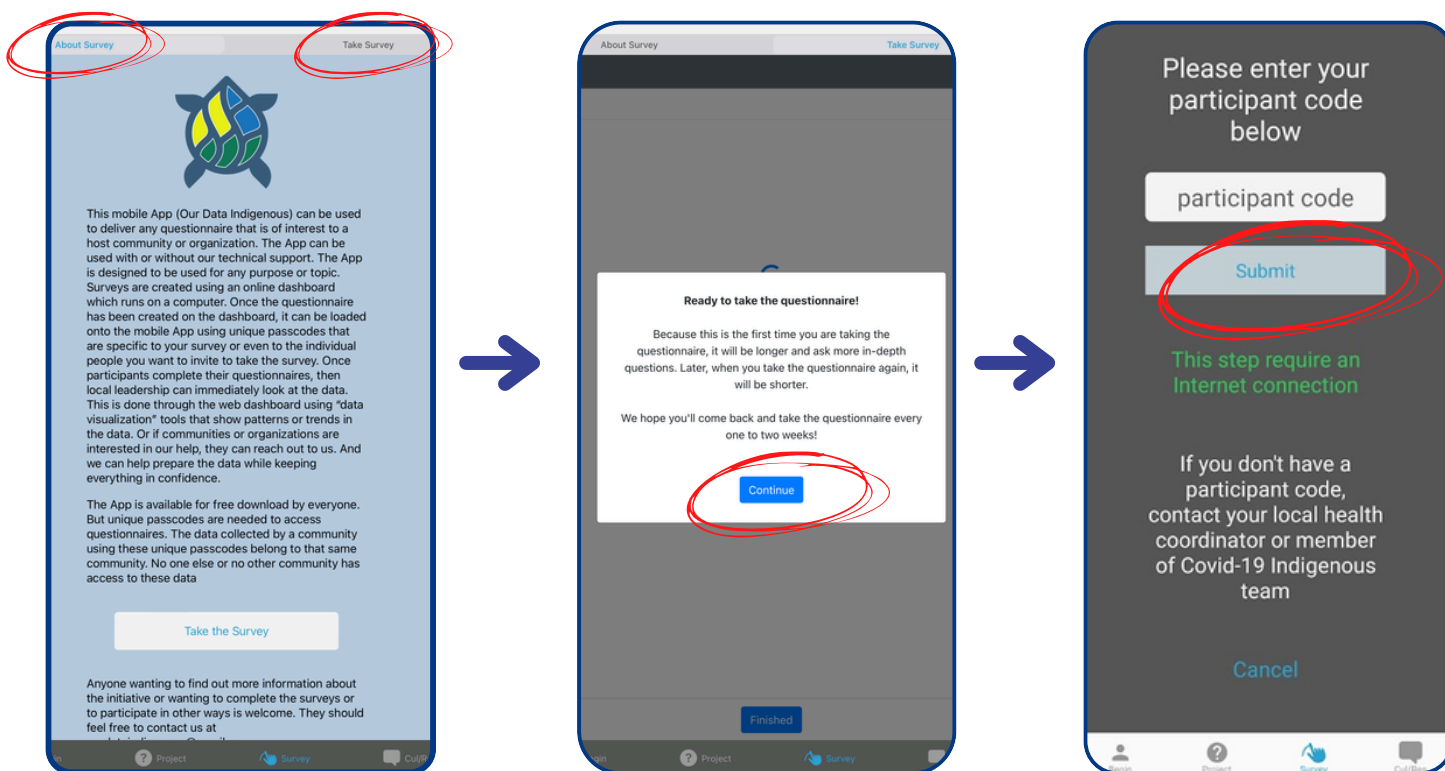 About Survey
Take Survey
This mobile App (Our Data Indigenous) can be used
to deliver any questionnaire that is of interest to a
host community or organization. The App can be
used with or without our technical support. The App
is designed to be used for any purpose or topic.
Surveys are created using an online dashboard
which runs on a computer. Once the questionnaire
has been created on the dashboard, it can be loaded
onto the mobile App using unique passcodes that
are specific to your survey or even to the individual
people you want to invite to take the survey. Once
participants complete their questionnaires, then
local leadership can immediately look at the data.
This is done through the web dashboard using “data
visualization” tools that show patterns or trends in
the data. Or if communities or organizations are
interested in our help, they can reach out to us. And
we can help prepare the data while keeping
everything in confidence.
The App is available for free download by everyone.
But unique passcodes are needed to access
questionnaires. The data collected by a community
using these unique passcodes belong to that same
community. No one else or no other community has
access to these data
Take the Survey
Anyone wanting to find out more information about
the initiative or wanting to complete the surveys or
to participate in other ways is welcome. They should
feel free to contact us at
Project
Survey
About Survey
Take Survey
Ready to take the questionnaire!
Because this is the first time you are taking the
questionnaire, it will be longer and ask more in-depth
questions. Later, when you take the questionnaire again, it
will be shorter.
We hope you'll come back and take the questionnaire every
one to two weeks!
Continue
Finished
Project
Survey
Please enter your
participant code
below
participant code
Submit
This step require an
Internet connection
If you don't have a
participant code,
contact your local health
coordinator or member
of Covid-19 Indigenous
team
Cancel
Begin
Project
Survey